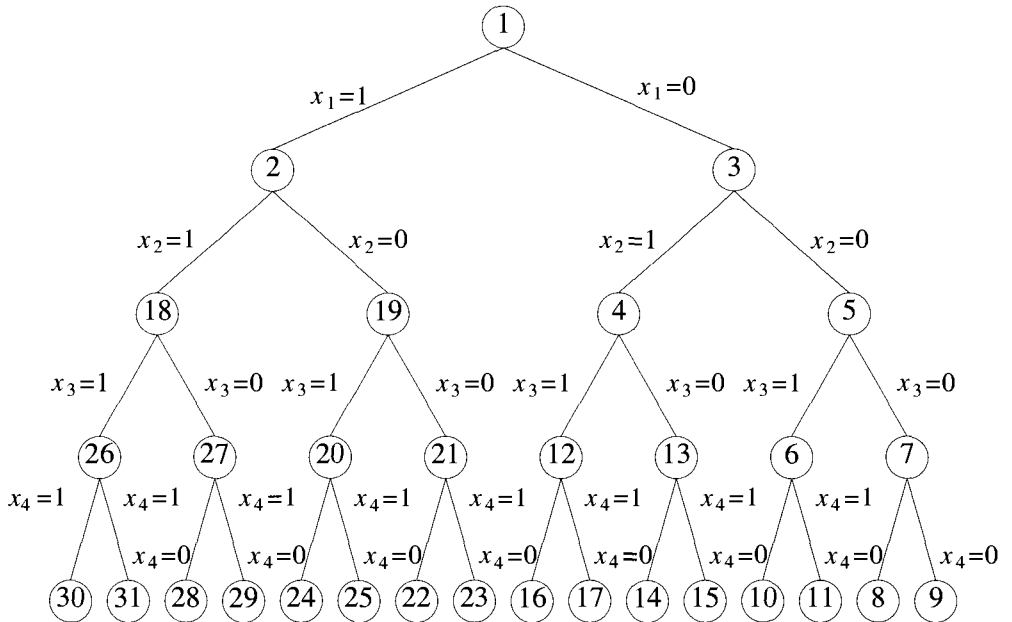 1
x1=1 x1=0
2 3
x2=1 x2=0 x2=1 x2=0
18 19 4 5
x3=1 x3=0 x3=1 x3=0 x3=1 x3=0 x3=1 x3=0
26 27 20 21 12 13 6 7
x4=1 x4=1 x4=1 x4=1 x4=1 x4=1 x4=1 x4=1
x4=0 x4=0 x4=0 x4=0 x4=0 x4=0 x4=0 x4=0
30 31 28 29 24 25 22 23 16 17 14 15 10 11 8 9